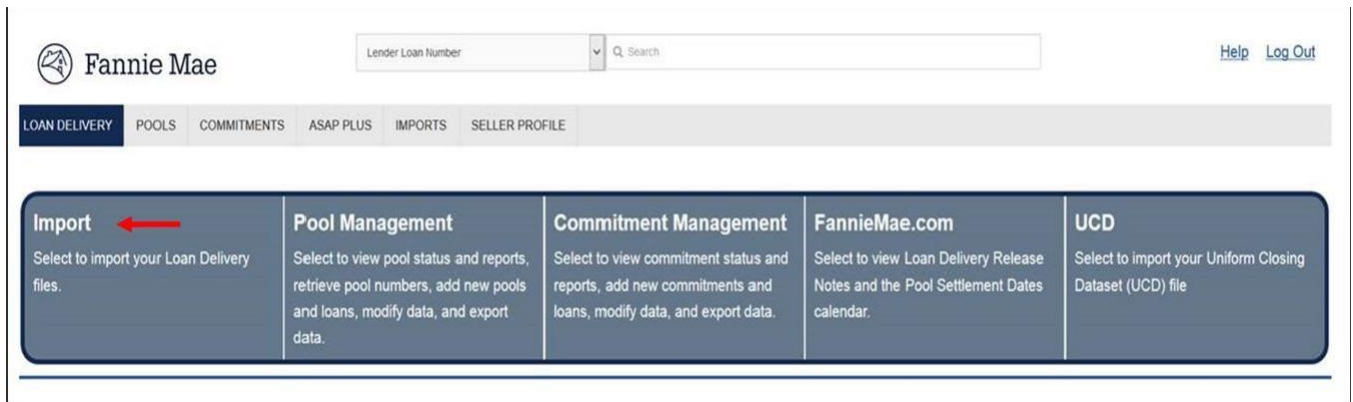 Fannie Mae
Lender Loan Number
Search
Help Log Out
LOAN DELIVERY POOLS COMMITMENTS ASAP PLUS IMPORTS SELLER PROFILE
Import
Select to import your Loan Delivery
files.
Pool Management
Select to view pool status and reports,
retrieve pool numbers, add new pools
and loans, modify data, and export
data.
Commitment Management
Select to view commitment status and
reports, add new commitments and
loans, modify data, and export data.
FannieMae.com
Select to view Loan Delivery Release
Notes and the Pool Settlement Dates
calendar.
UCD
Select to import your Uniform Closing
Dataset (UCD) file